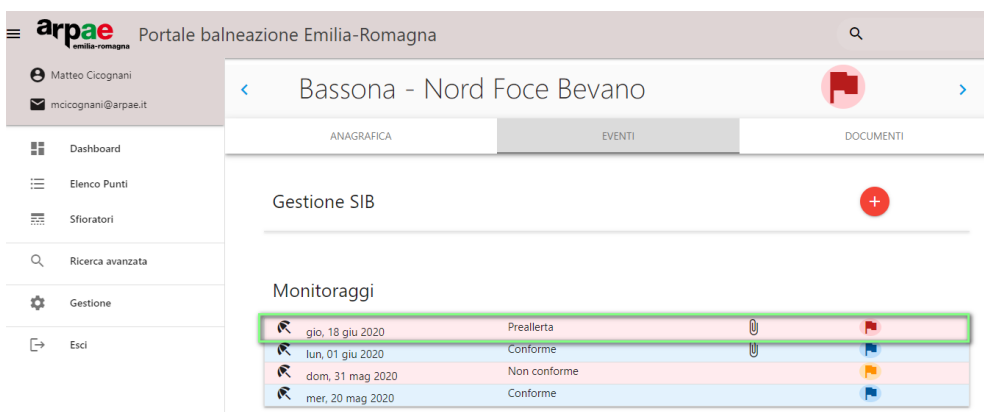 arpae
emilia-romagna
Portale balneazione Emilia-Romagna
Matteo Cicognani
mcicognani@arpae.it
Dashboard
Elenco Punti
Sfioratori
Ricerca avanzata
Gestione
Esci
Bassona - Nord Foce Bevano
ANAGRAFICA EVENTI DOCUMENTI
Gestione SIB
Monitoraggi
gio, 18 giu 2020 Preallerta
lun, 01 giu 2020 Conforme
dom, 31 mag 2020 Non conforme
mer, 20 mag 2020 Conforme